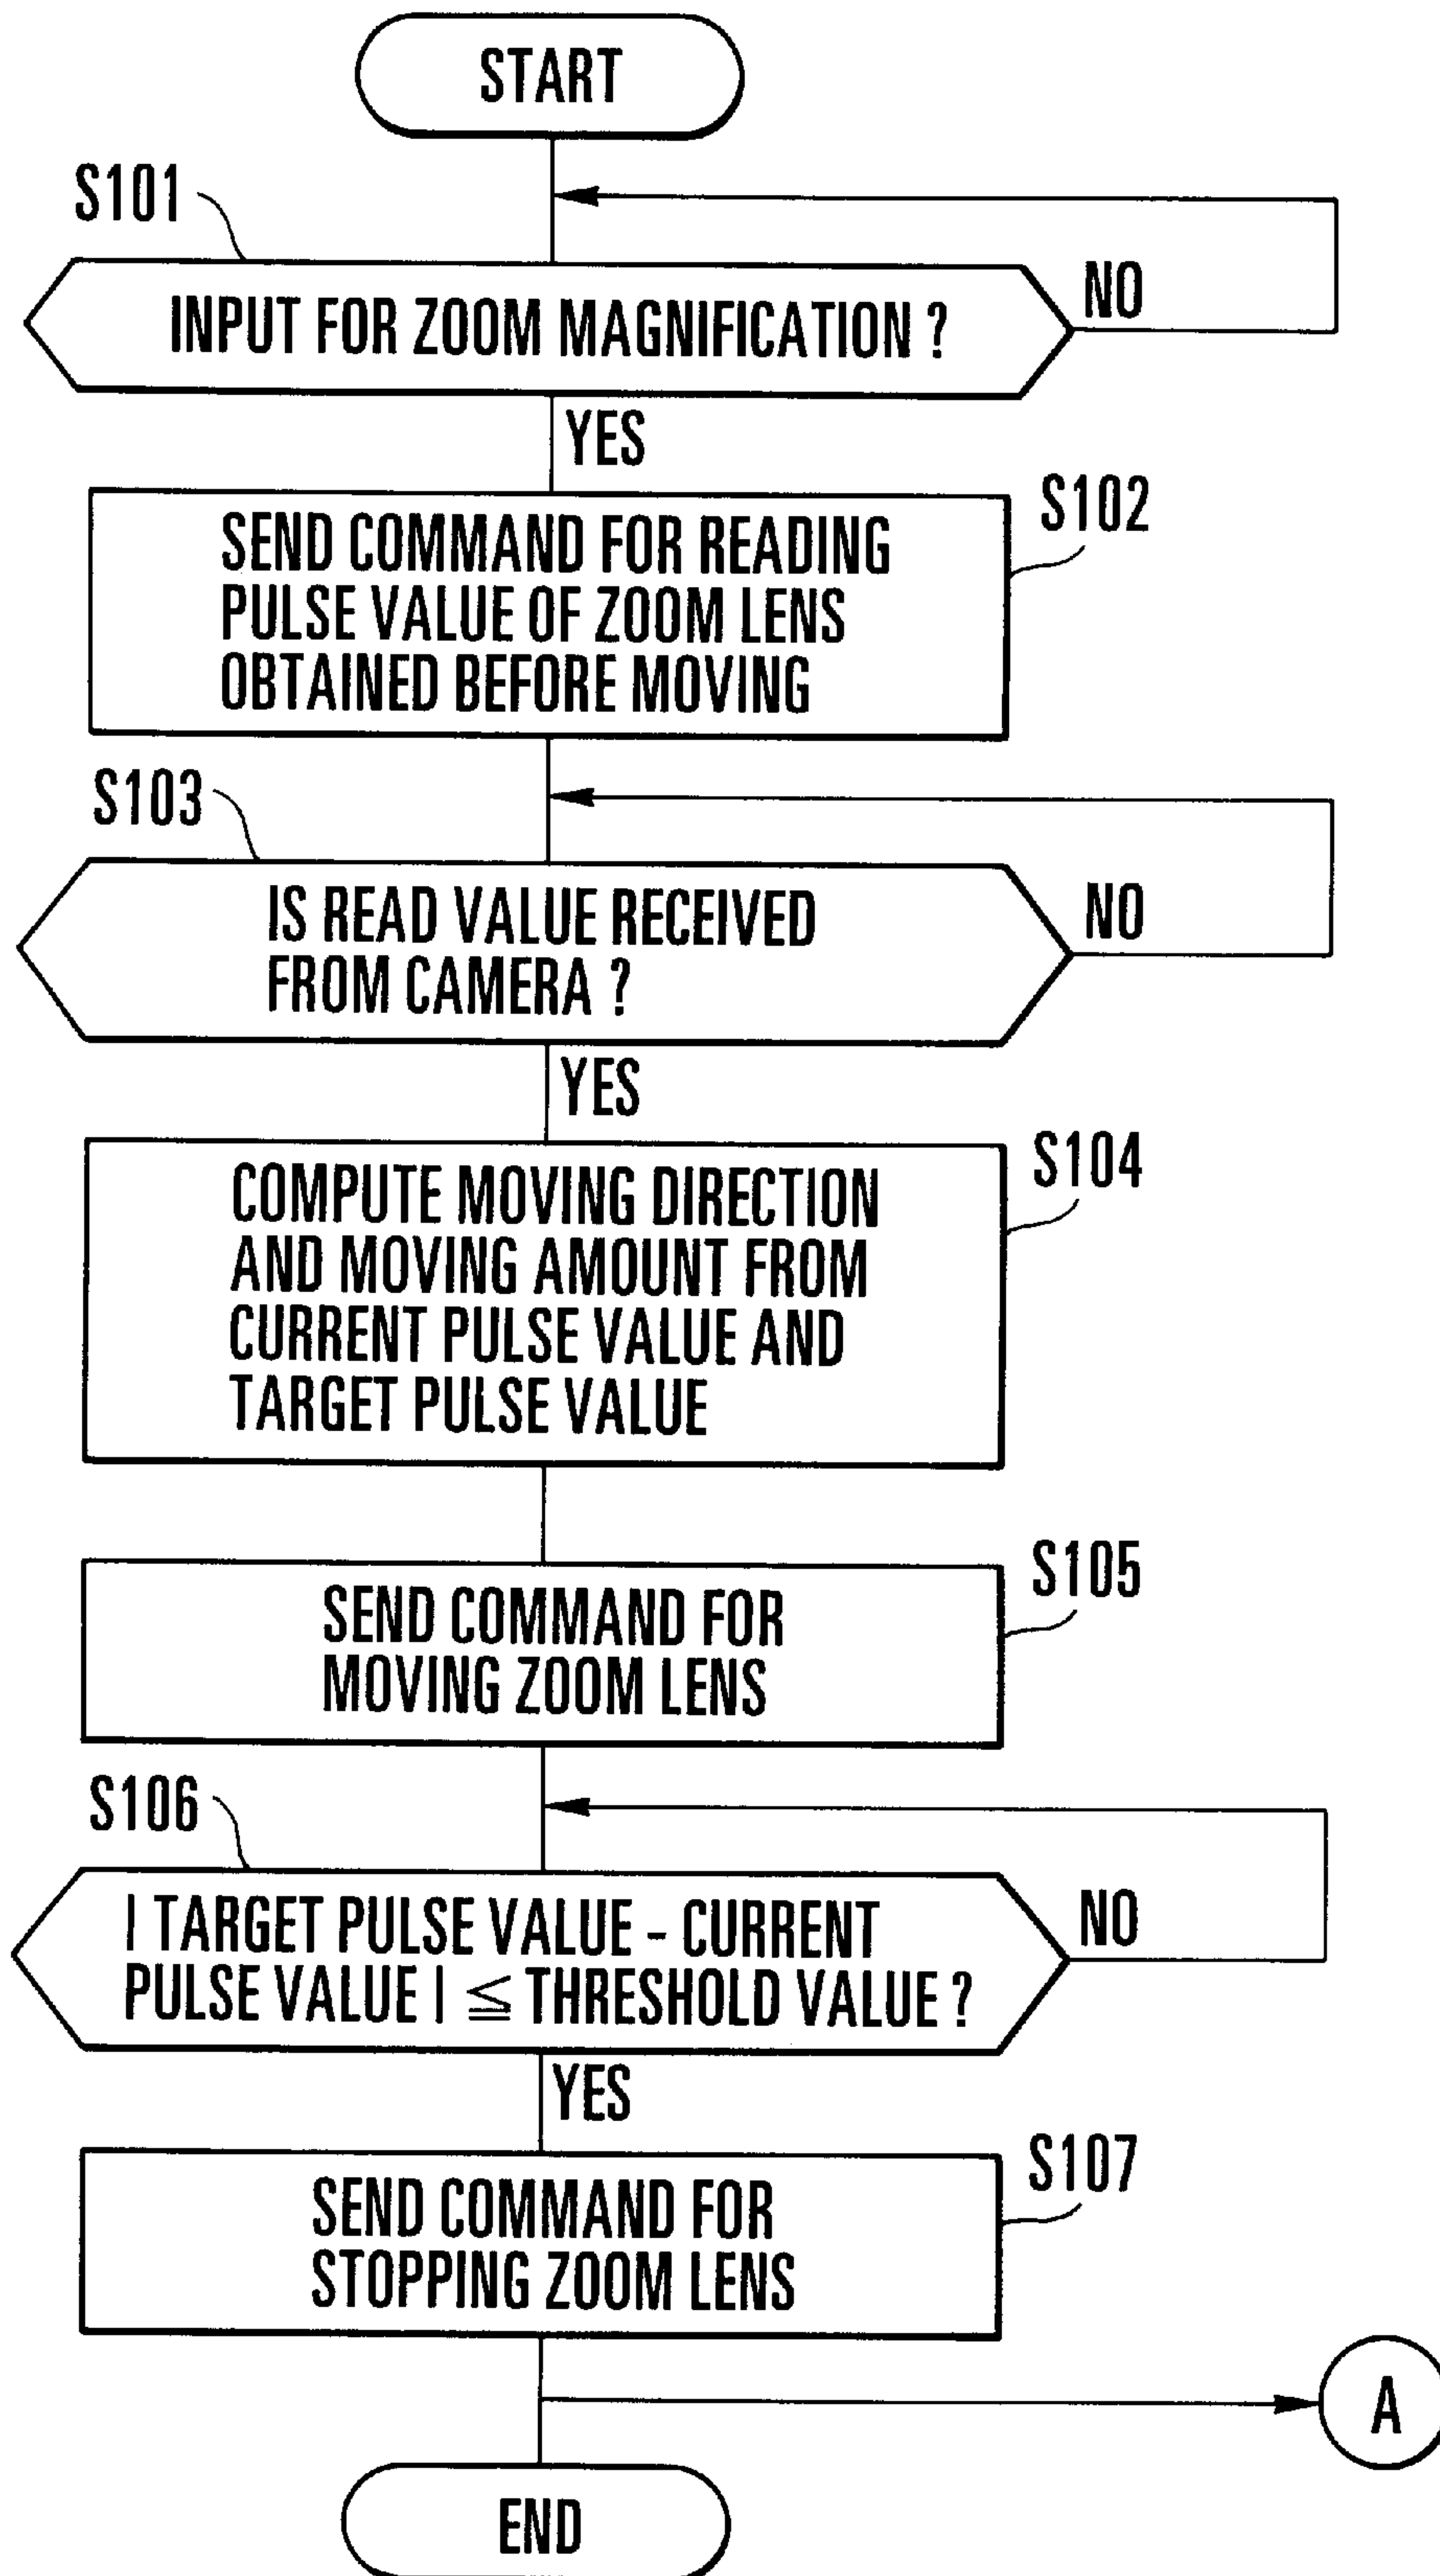 START
S101
INPUT FOR ZOOM MAGNIFICATION ?
NO
YES
S102
SEND COMMAND FOR READING
PULSE VALUE OF ZOOM LENS
OBTAINED BEFORE MOVING
S103
IS READ VALUE RECEIVED
FROM CAMERA ?
NO
YES
S104
COMPUTE MOVING DIRECTION
AND MOVING AMOUNT FROM
CURRENT PULSE VALUE AND
TARGET PULSE VALUE
S105
SEND COMMAND FOR
MOVING ZOOM LENS
S106
| TARGET PULSE VALUE - CURRENT
PULSE VALUE | ≦ THRESHOLD VALUE ?
NO
YES
S107
SEND COMMAND FOR
STOPPING ZOOM LENS
A
END